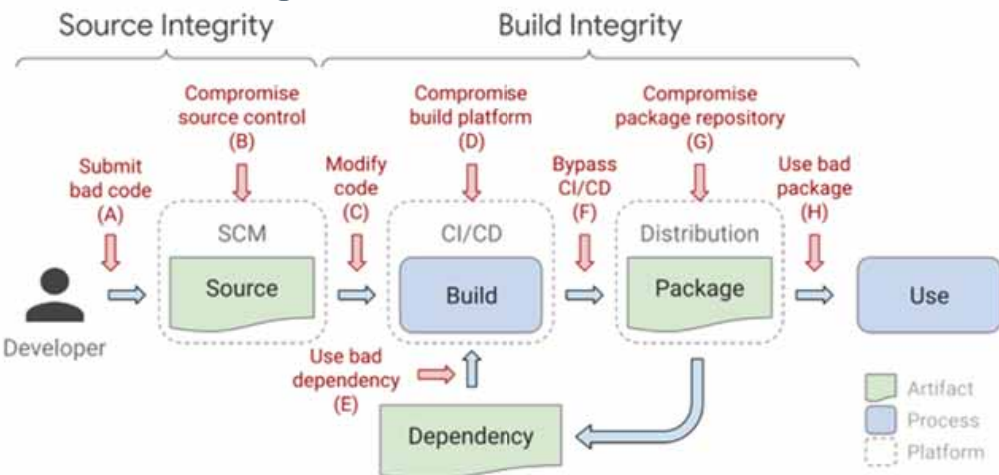 Source Integrity
Build Integrity
Submit
bad code
(A)
Compromise
source control
(B)
Modify
code
(C)
Compromise
build platform
(D)
Bypass
CI/CD
(F)
Compromise
package repository
(G)
Use bad
package
(H)
SCM
Source
CI/CD
Build
Distribution
Package
Use
Developer
Use bad
dependency
(E)
Dependency
Artifact
Process
Platform